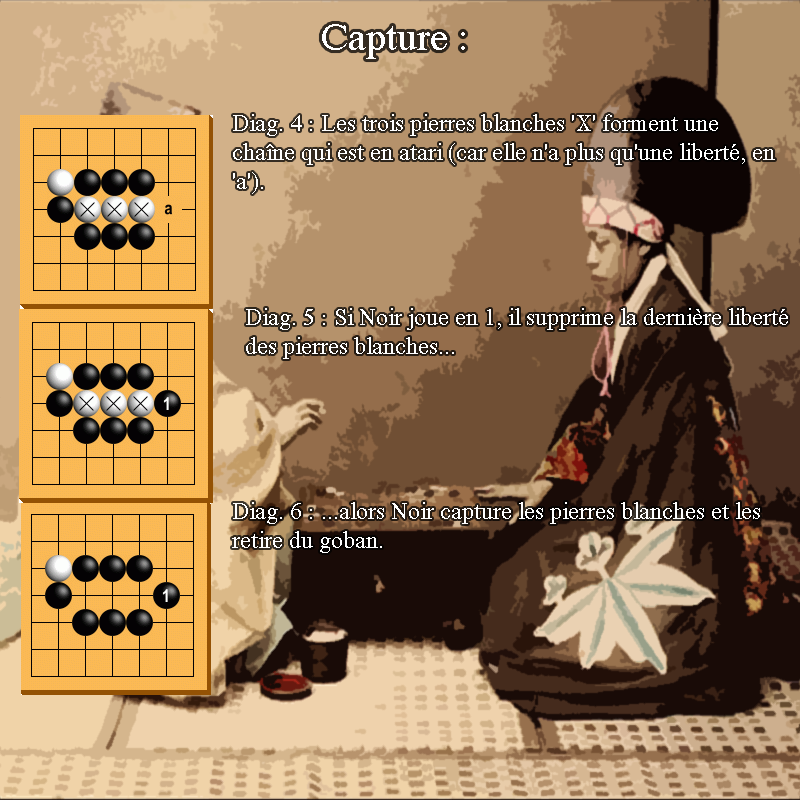 Capture :
Diag. 4 : Les trois pierres blanches 'X' forment une
chaîne qui est en atari (car elle n'a plus qu'une liberté, en
'a').
a
Diag. 5 : Si Noir joue en 1, il supprime la dernière liberté
des pierres blanches...
1
Diag. 6 : ...alors Noir capture les pierres blanches et les
retire du goban.
1